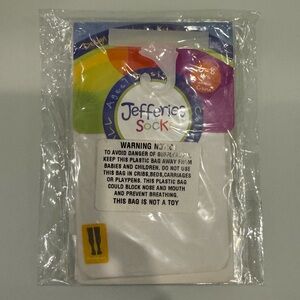 Jefferies
Socks
WARNING NOTICE
TO AVOID DANGER OF SUFFOCATION
KEEP THIS PLASTIC BAG AWAY FROM
BABIES AND CHILDREN. DO NOT USE
THIS BAG IN CRIBS,BEDS,CARRIAGES
OR PLAYPENS. THIS PLASTIC BAG
COULD BLOCK NOSE AND MOUTH
AND PREVENT BREATHING.
THIS BAG IS NOT A TOY